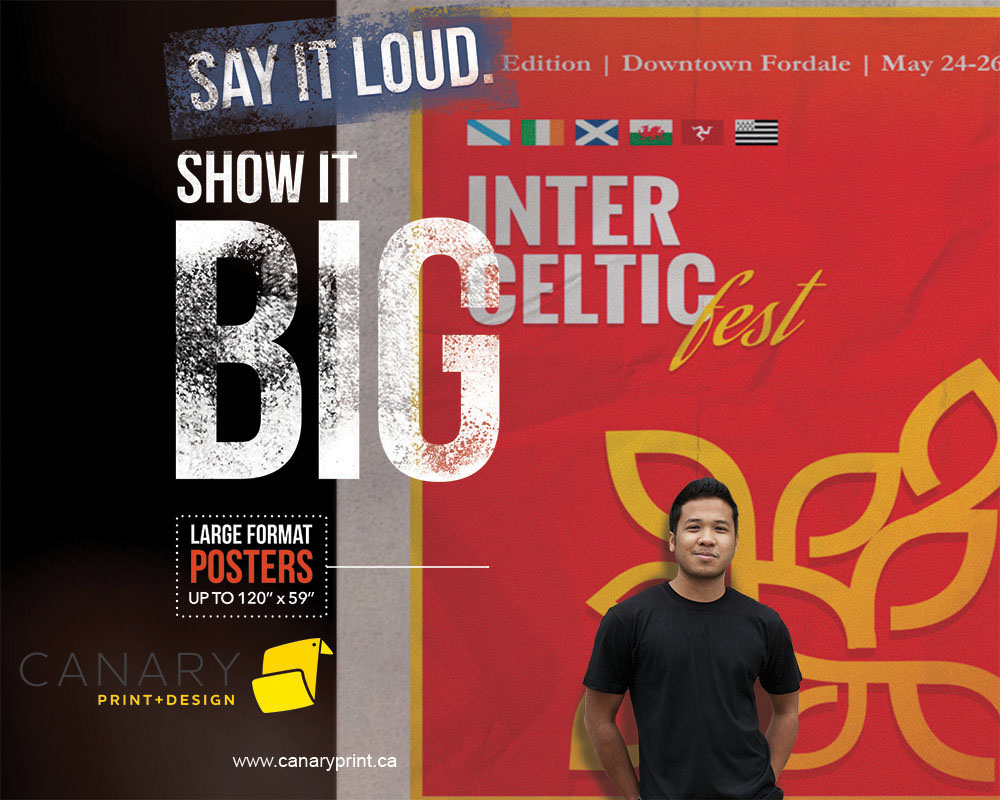 SAY IT LOUD.
SHOW IT
BIG
LARGE FORMAT
POSTERS
UP TO 120” x 59”
CANARY
PRINT+DESIGN
www.canaryprint.ca
Edition | Downtown Fordale | May 24-26
INTER
CELTIC
fest